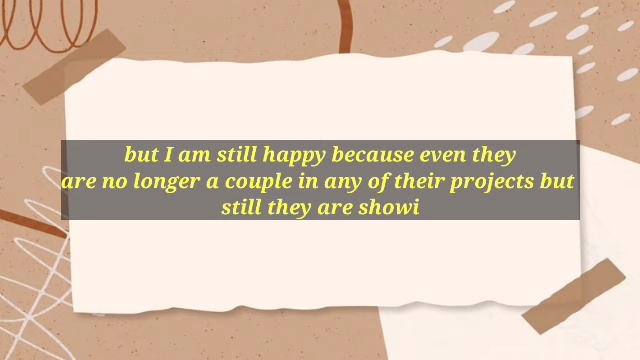 but I am still happy because even they
are no longer a couple in any of their projects but
still they are showi